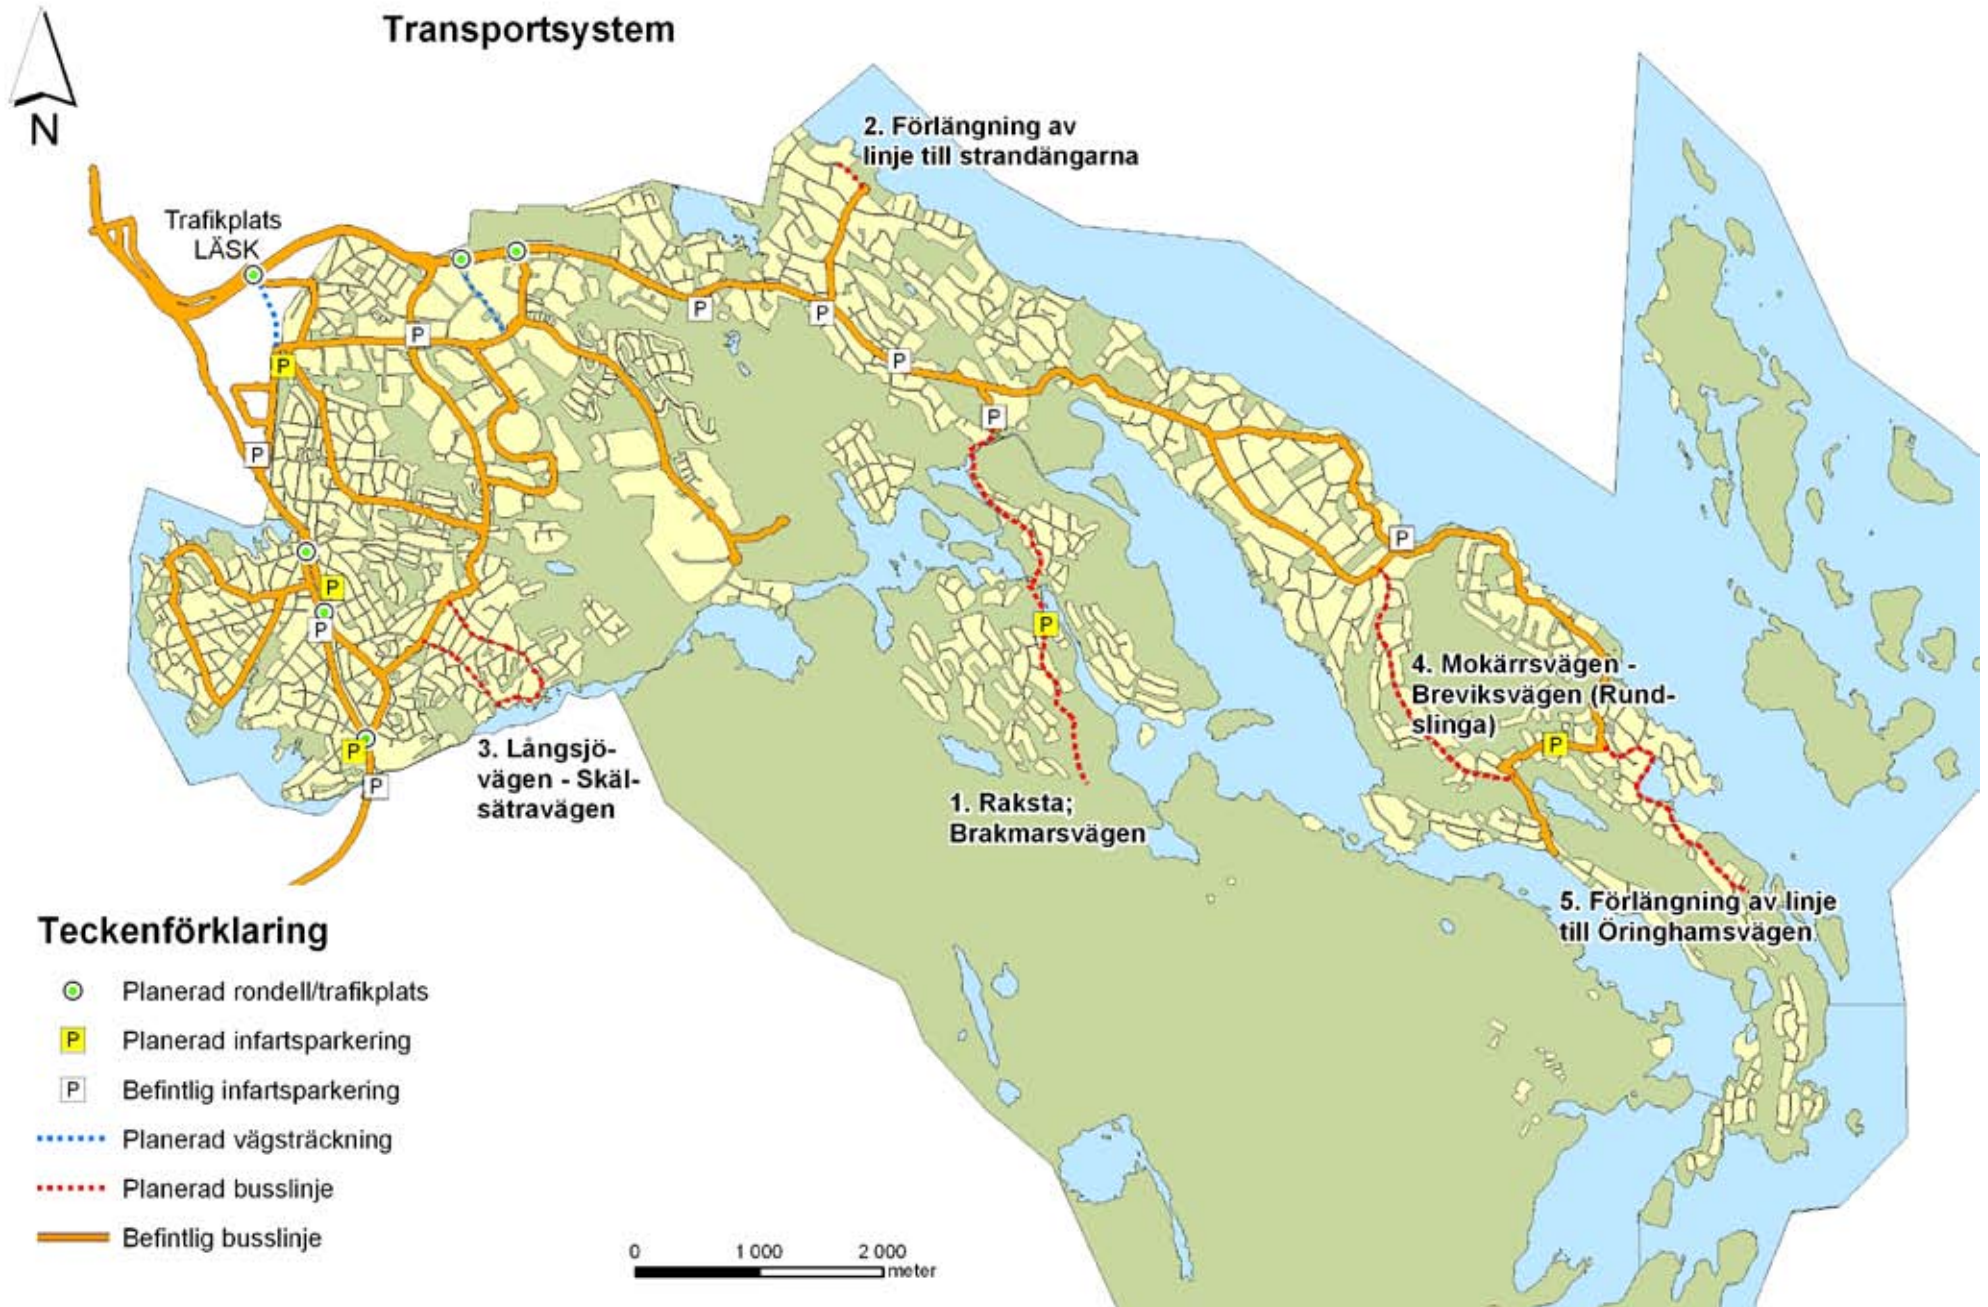 Transportsystem
N
2. Förlängning av
linje till strandängarna
Trafikplats
LÄSK
P
P
P
P
P
P
P
P
P
P
P
P
4. Mokärrsvägen -
Breviksvägen (Rund-
slinga)
P
P
P
3. Långsjö-
vägen - Skäl-
sätravägen
1. Raksta;
Brakmarsvägen
5. Förlängning av linje
till Öringhamsvägen
Teckenförklaring
Planerad rondell/trafikplats
P Planerad infartsparkering
P Befintlig infartsparkering
Planerad vägsträckning
Planerad busslinje
Befintlig busslinje
0 1 000 2 000
meter